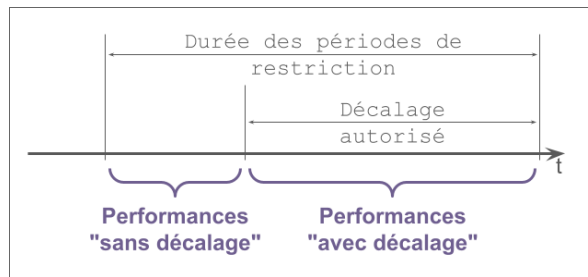 Durée des périodes de
restriction
Décalage
autorisé
t
Performances
"sans décalage"
Performances
"avec décalage"